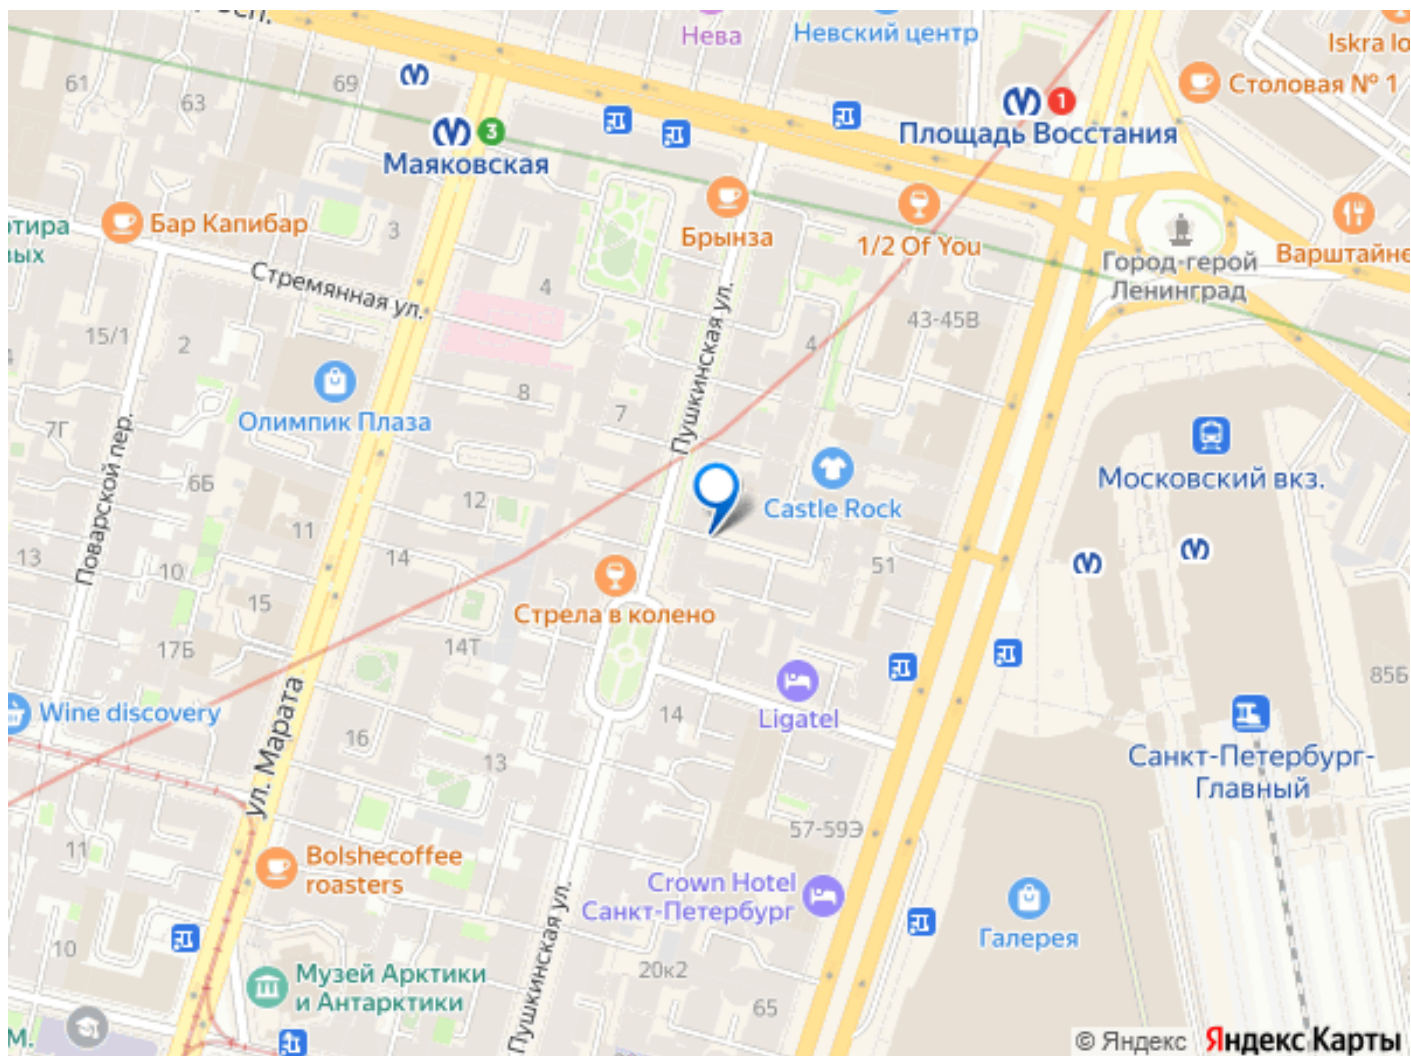 Нева
Невский центр
Iskra lo
Столовая № 1
61
63
69
3
Маяковская
1
Площадь Восстания
Бар Капибар
3
Брынза
1/2 Of You
Варштайне
отира
вых
Город-герой
Ленинград
Стремянная ул.
4
15/1
2
Пушкинская ул.
4
43-45В
8
7
Олимпик Плаза
7Г
Поварской пер.
6Б
12
Castle Rock
Московский вкз.
11
13
10
14
51
15
Стрела в колено
17Б
14Т
85Б
Wine discovery
ул. Марата
16
14
Ligatel
13
Санкт-Петербург-
Главный
57-59Э
11
Bolshecoffee
roasters
Crown Hotel
Санкт-Петербург
Пушкинская ул.
Галерея
10
Музей Арктики
и Антарктики
20к2
65
М.
© Яндекс Яндекс Карты